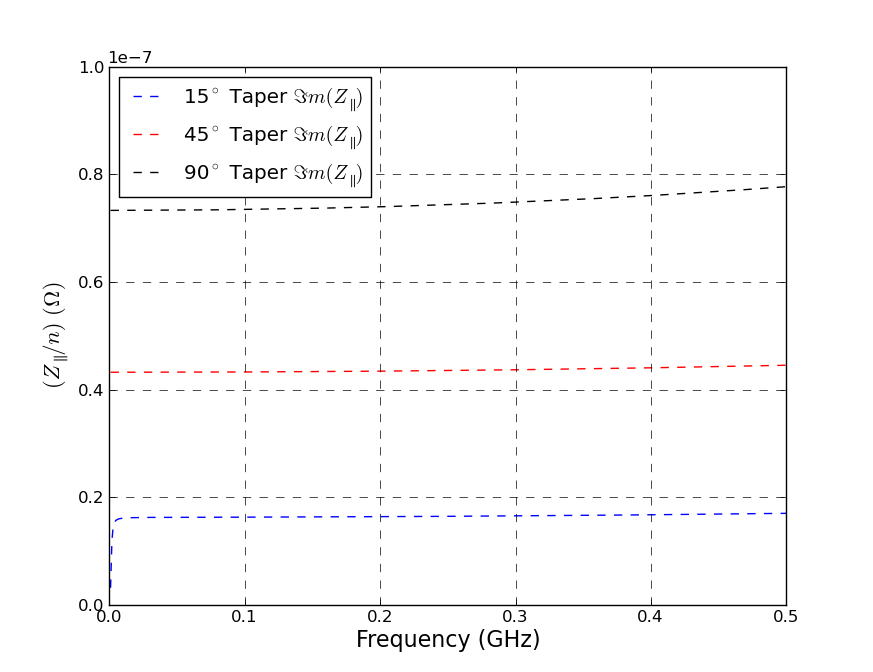 1e−7
1.0
0.8
0.6
0.4
0.2
0.0
15° Taper ℑm(Z∥)
45° Taper ℑm(Z∥)
90° Taper ℑm(Z∥)
(Z∥/n) (Ω)
0.0 0.1 0.2 0.3 0.4 0.5
Frequency (GHz)